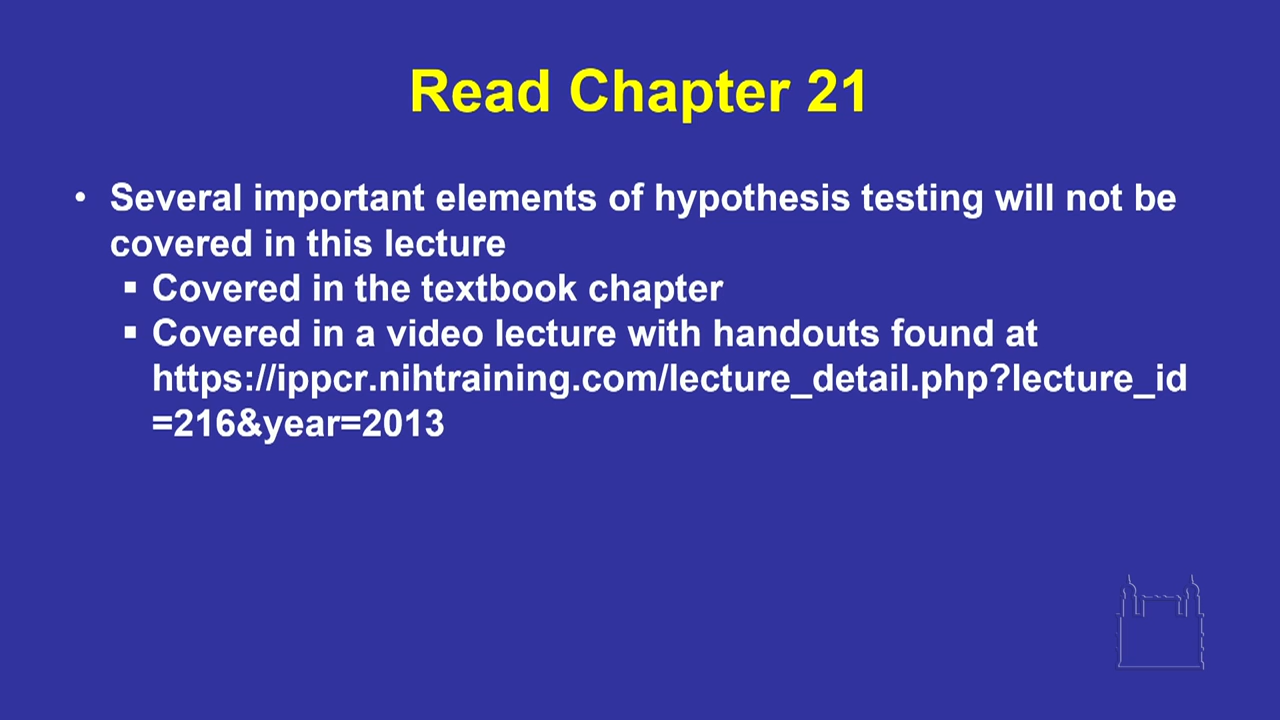 Read Chapter 21
• Several important elements of hypothesis testing will not be
covered in this lecture
▪ Covered in the textbook chapter
▪ Covered in a video lecture with handouts found at
https://ippcr.nihtraining.com/lecture_detail.php?lecture_id
=216&year=2013